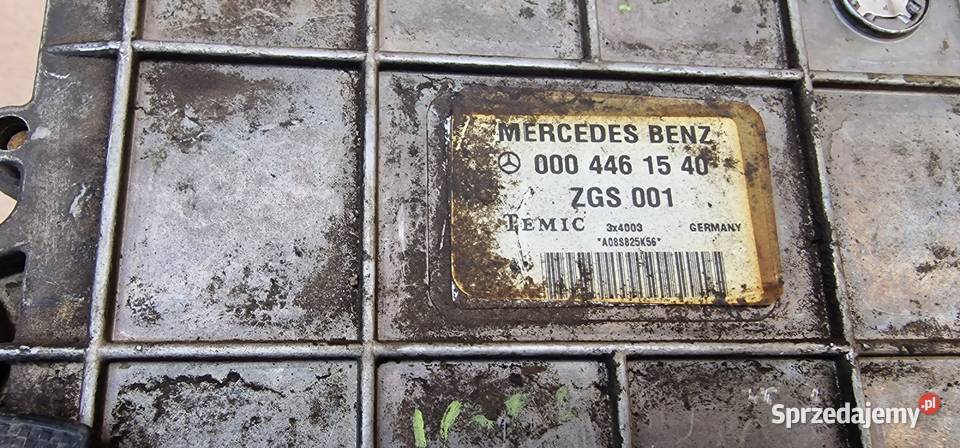 MERCEDES BENZ
000 446 15 40
ZGS 001
TEMIC 3x4003 GERMANY
*A08S825K56*
Sprzedajemy.pl